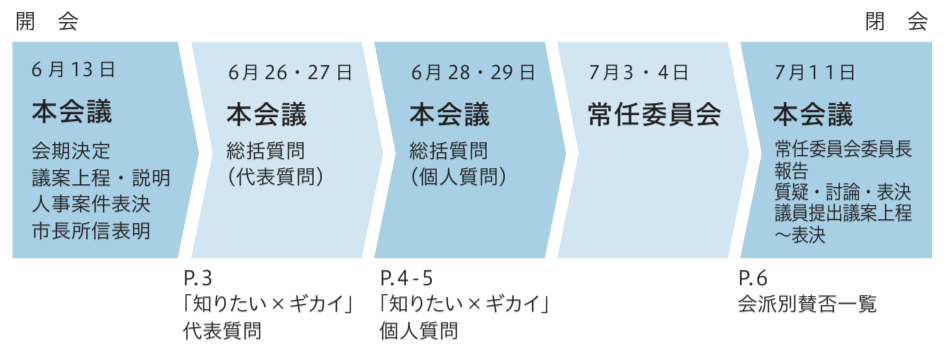 開　会
閉　会
6月13日
本会議
会期決定
議案上程・説明
人事案件表決
市長所信表明
6月26・27日
本会議
総括質問
（代表質問）
P.3
「知りたい×ギカイ」
代表質問
6月28・29日
本会議
総括質問
（個人質問）
P.4-5
「知りたい×ギカイ」
個人質問
7月3・4日
常任委員会
7月11日
本会議
常任委員会委員長
報告
質疑・討論・表決
議員提出議案上程
～表決
P.6
会派別賛否一覧